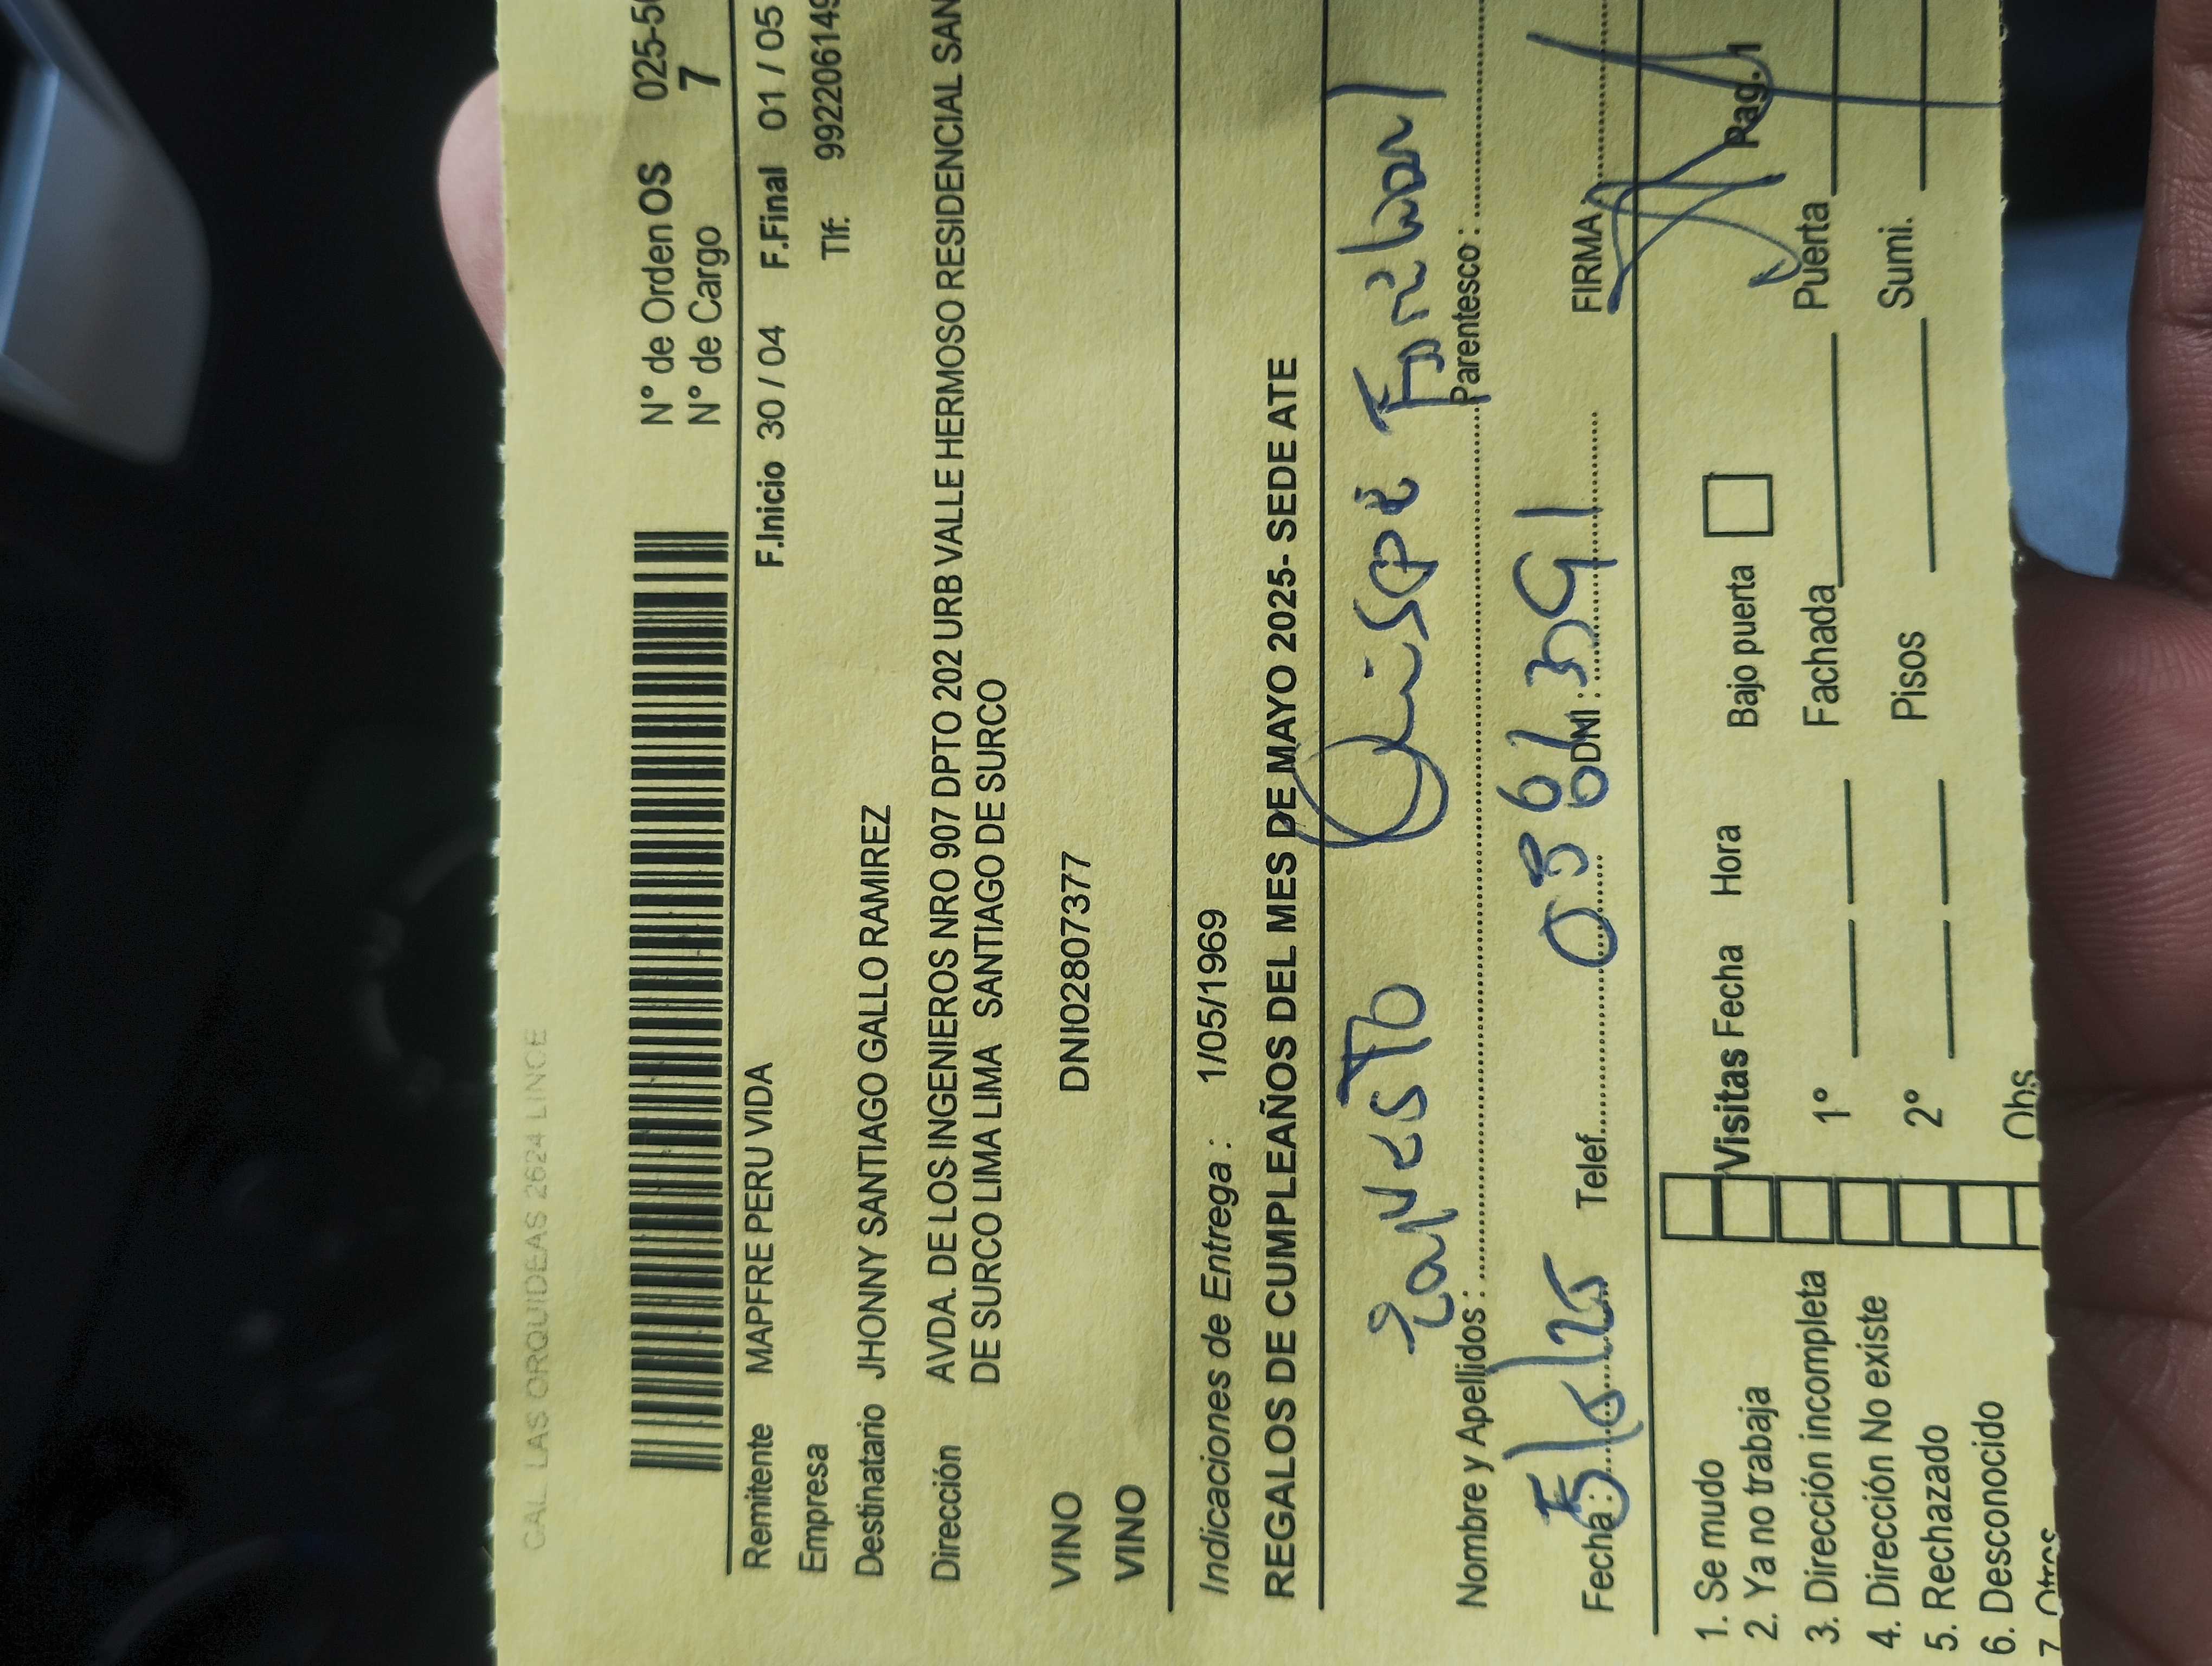 CAL LAS ORQUIDEAS 2624 LINCE
N° de Orden OS 025-5
N° de Cargo 7
F.Inicio 30 / 04 F.Final 01 / 05
Remitente MAPFRE PERU VIDA
Empresa Tlf: 992206149
Destinatario JHONNY SANTIAGO GALLO RAMIREZ
Dirección AVDA. DE LOS INGENIEROS NRO 907 DPTO 202 URB VALLE HERMOSO RESIDENCIAL SAN
DE SURCO LIMA LIMA SANTIAGO DE SURCO
VINO DNI02807377
VINO
Indicaciones de Entrega : 1/05/1969
REGALOS DE CUMPLEAÑOS DEL MES DE MAYO 2025- SEDE ATE
Quispe
Nombre y Apellidos : Parentesco :
Fecha : 5/5/25 Telef. DNI : FIRMA
1. Se mudo
2. Ya no trabaja Visitas Fecha Hora Bajo puerta Pag. 1
3. Dirección incompleta 1° Fachada Puerta
4. Dirección No existe
5. Rechazado 2° Pisos Sumi.
6. Desconocido
7. Otros Obs